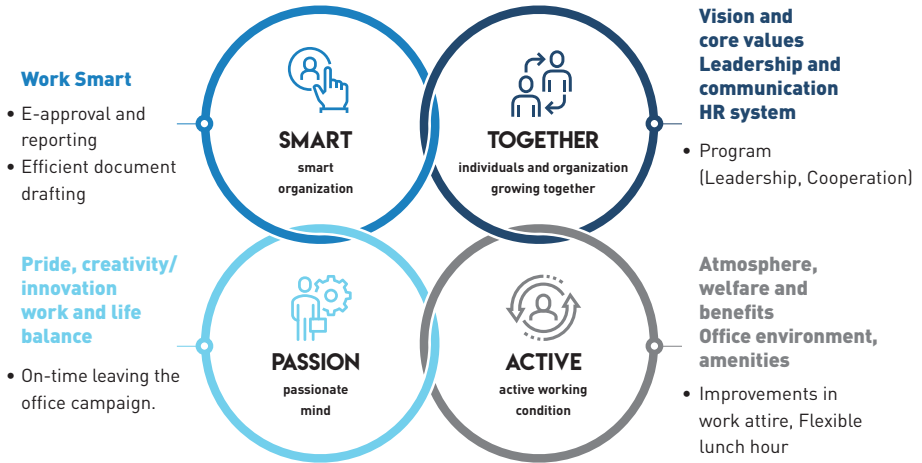 Work Smart
• E-approval and
reporting
• Efficient document
drafting
SMART
smart
organization
TOGETHER
individuals and organization
growing together
Vision and
core values
Leadership and
communication
HR system
• Program
(Leadership, Cooperation)
Pride, creativity/
innovation
work and life
balance
• On-time leaving the
office campaign.
PASSION
passionate
mind
ACTIVE
active working
condition
Atmosphere,
welfare and
benefits
Office environment,
amenities
• Improvements in
work attire, Flexible
lunch hour